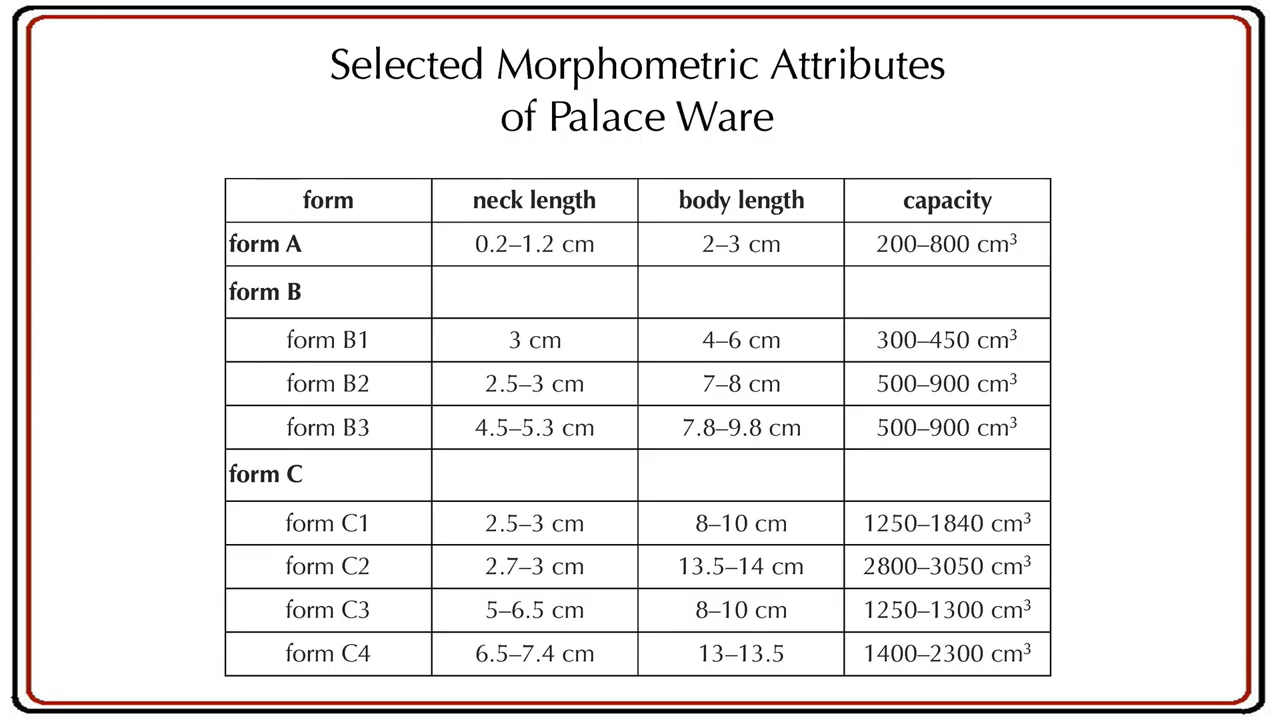 Selected Morphometric Attributes
of Palace Ware
form neck length body length capacity
form A 0.2–1.2 cm 2–3 cm 200–800 cm³
form B
form B1 3 cm 4–6 cm 300–450 cm³
form B2 2.5–3 cm 7–8 cm 500–900 cm³
form B3 4.5–5.3 cm 7.8–9.8 cm 500–900 cm³
form C
form C1 2.5–3 cm 8–10 cm 1250–1840 cm³
form C2 2.7–3 cm 13.5–14 cm 2800–3050 cm³
form C3 5–6.5 cm 8–10 cm 1250–1300 cm³
form C4 6.5–7.4 cm 13–13.5 1400–2300 cm³